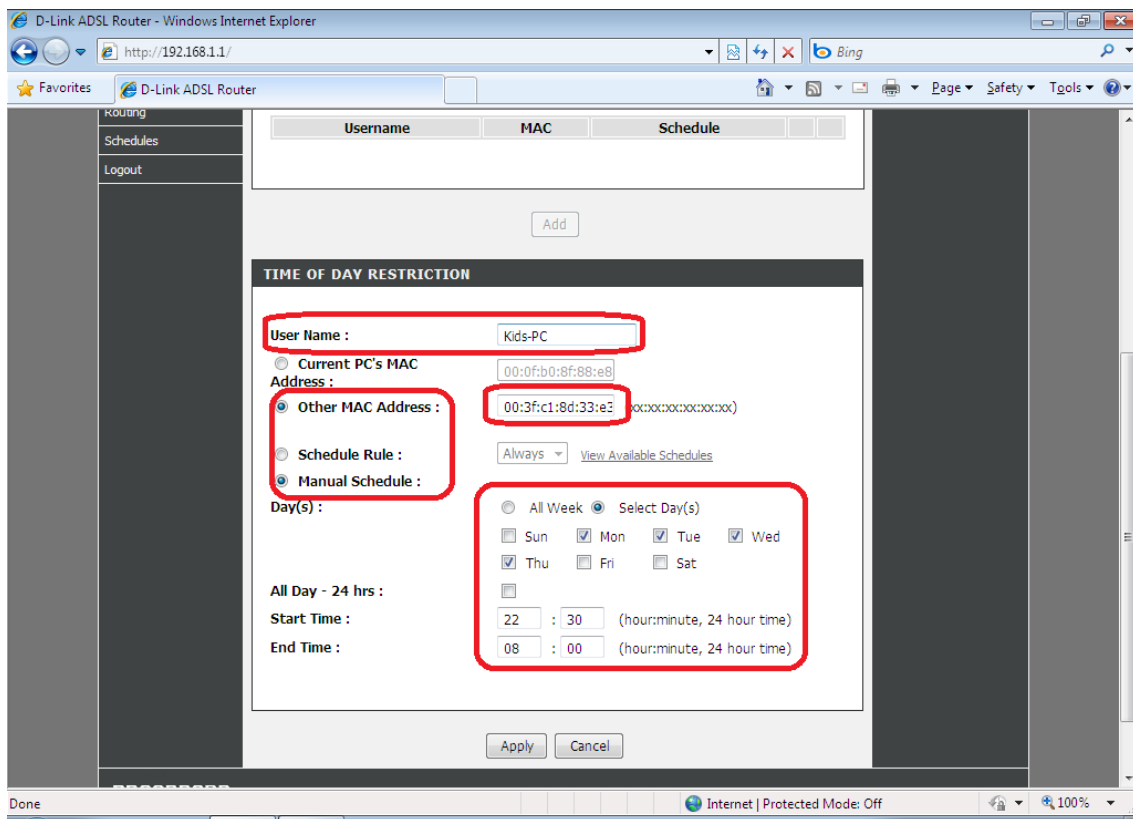 D-Link ADSL Router - Windows Internet Explorer
http://192.168.1.1/
Bing
Favorites
D-Link ADSL Router
Page Safety Tools
Routing
Schedules
Logout
Username MAC Schedule
Add
TIME OF DAY RESTRICTION
User Name : Kids-PC
Current PC's MAC
Address : 00:0f:b0:8f:88:e8
Other MAC Address : 00:3f:c1:8d:33:e3 xx:xx:xx:xx:xx:xx)
Schedule Rule : Always View Available Schedules
Manual Schedule :
Day(s) : All Week Select Day(s)
Sun Mon Tue Wed
Thu Fri Sat
All Day - 24 hrs :
Start Time : 22 : 30 (hour:minute, 24 hour time)
End Time : 08 : 00 (hour:minute, 24 hour time)
Apply Cancel
Done Internet | Protected Mode: Off 100%